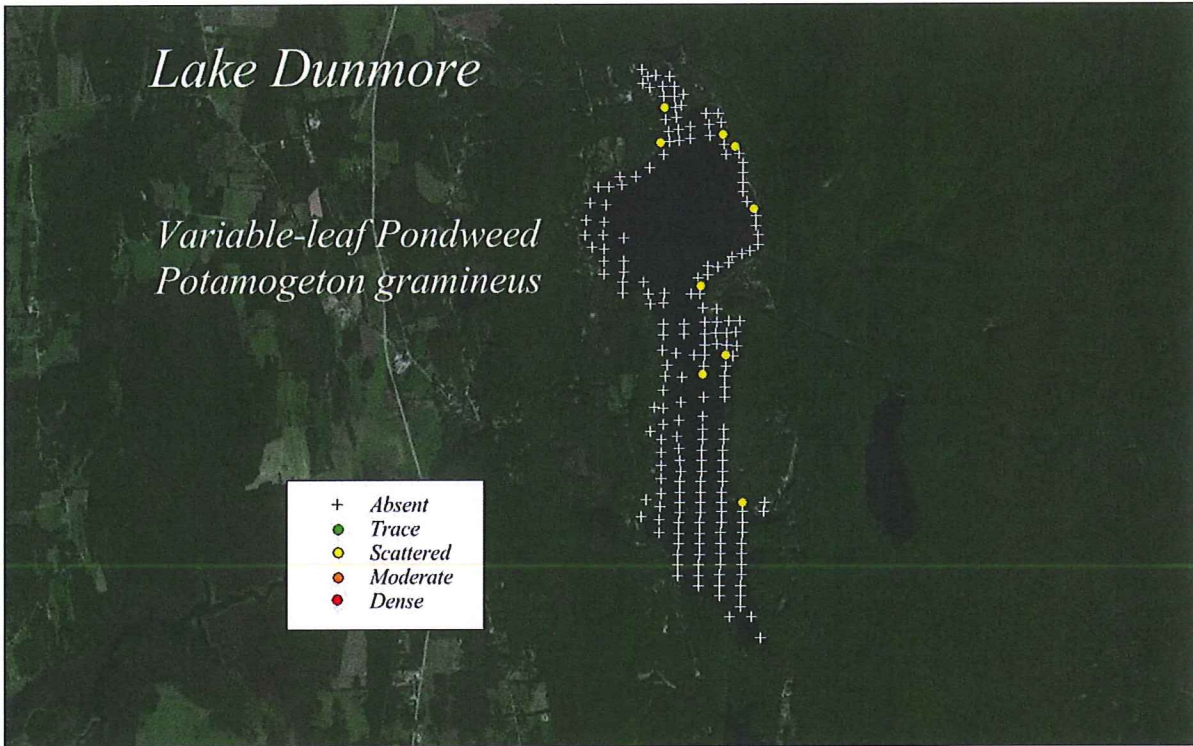 Lake Dunmore
Variable-leaf Pondweed
Potamogeton gramineus
Absent
Trace
Scattered
Moderate
Dense